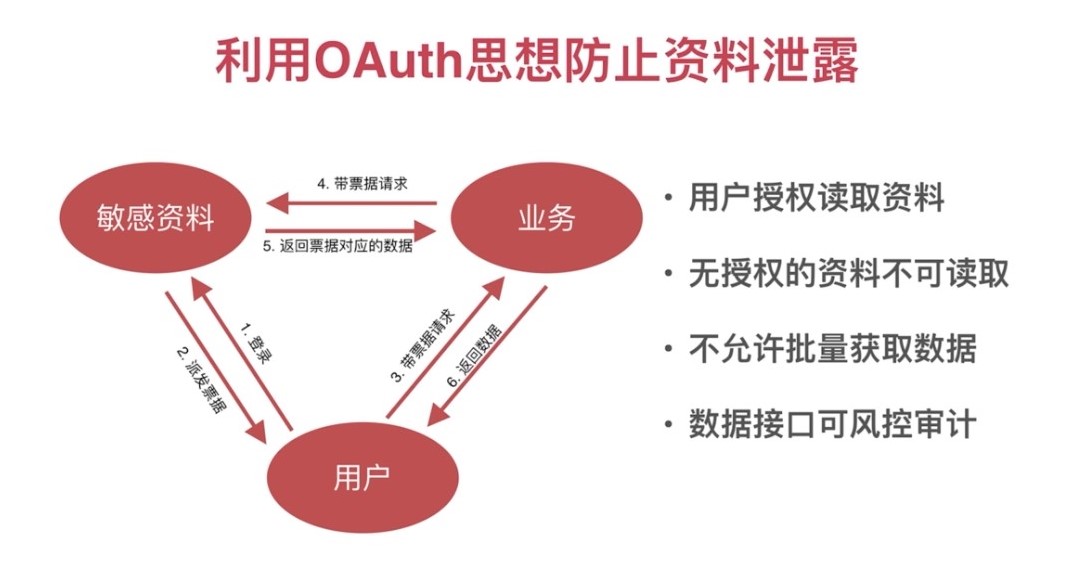 利用OAuth思想防止资料泄露
敏感资料
4. 带票据请求
5. 返回票据对应的数据
业务
1. 登录
2. 派发票据
3. 带票据请求
6. 返回数据
用户
• 用户授权读取资料
• 无授权的资料不可读取
• 不允许批量获取数据
• 数据接口可风控审计